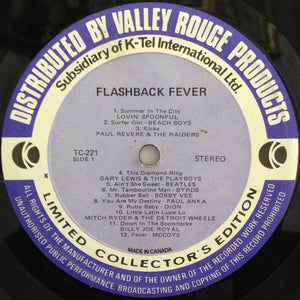 DISTRIBUTED BY VALLEY ROUGE PRODUCTS
Subsidiary of K-Tel International Ltd.
FLASHBACK FEVER
1. Summer In The City
LOVIN' SPOONFUL
2. Surfer Girl - BEACH BOYS
3. Kicks
PAUL REVERE & THE RAIDERS
TC-221
SIDE 1
STEREO
K
4. This Diamond Ring
GARY LEWIS & THE PLAYBOYS
5. Ain't She Sweet - BEATLES
6. Mr. Tambourine Man - BYRDS
7. Rubber Ball - BOBBY VEE
8. You Are My Destiny - PAUL ANKA
9. Ruby Baby - DION
10. Little Latin Lupe Lu
MITCH RYDER & THE DETROIT WHEELS
11. Down In The Boondocks
BILLY JOE ROYAL
12. Fever - MCCOYS
MADE IN CANADA
LIMITED COLLECTOR'S EDITION
ALL RIGHTS OF THE MANUFACTURER AND OF THE OWNER OF THE RECORDED WORK RESERVED
UNAUTHORISED PUBLIC PERFORMANCE, BROADCASTING AND COPYING OF THIS RECORD PROHIBITED